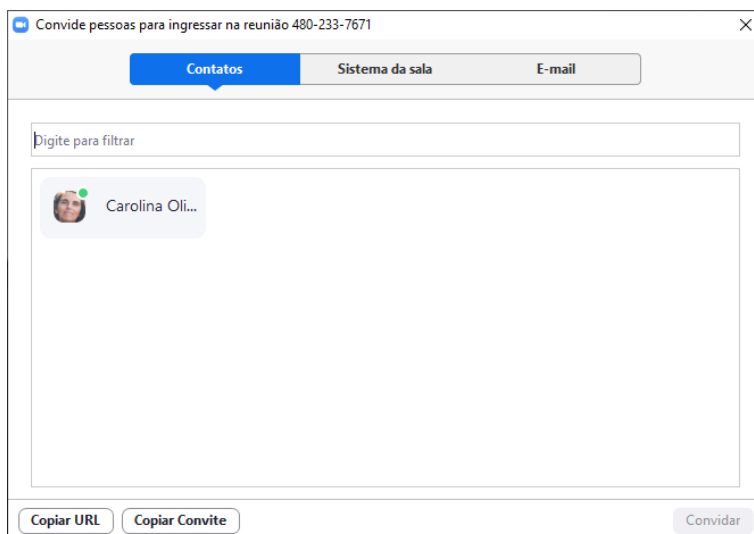 Convide pessoas para ingressar na reunião 480-233-7671
Contatos
Sistema da sala
E-mail
Digite para filtrar
Carolina Oli...
Copiar URL
Copiar Convite
Convidar